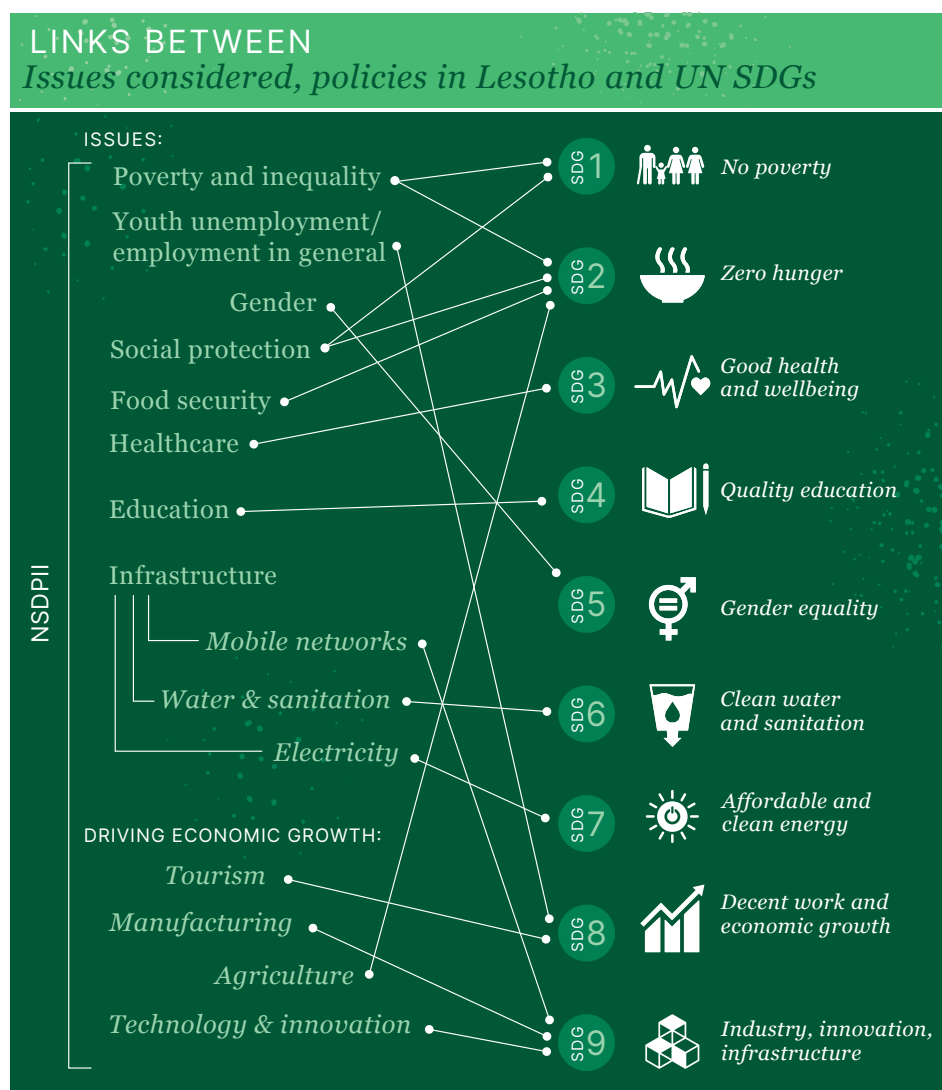 LINKS BETWEEN
Issues considered, policies in Lesotho and UN SDGs
ISSUES:
Poverty and inequality
Youth unemployment/
employment in general
Gender
Social protection
Food security
Healthcare
Education
Infrastructure
Mobile networks
Water & sanitation
Electricity
NSDPII
DRIVING ECONOMIC GROWTH:
Tourism
Manufacturing
Agriculture
Technology & innovation
SDG 1
No poverty
SDG 2
Zero hunger
SDG 3
Good health
and wellbeing
SDG 4
Quality education
SDG 5
Gender equality
SDG 6
Clean water
and sanitation
SDG 7
Affordable and
clean energy
SDG 8
Decent work and
economic growth
SDG 9
Industry, innovation,
infrastructure